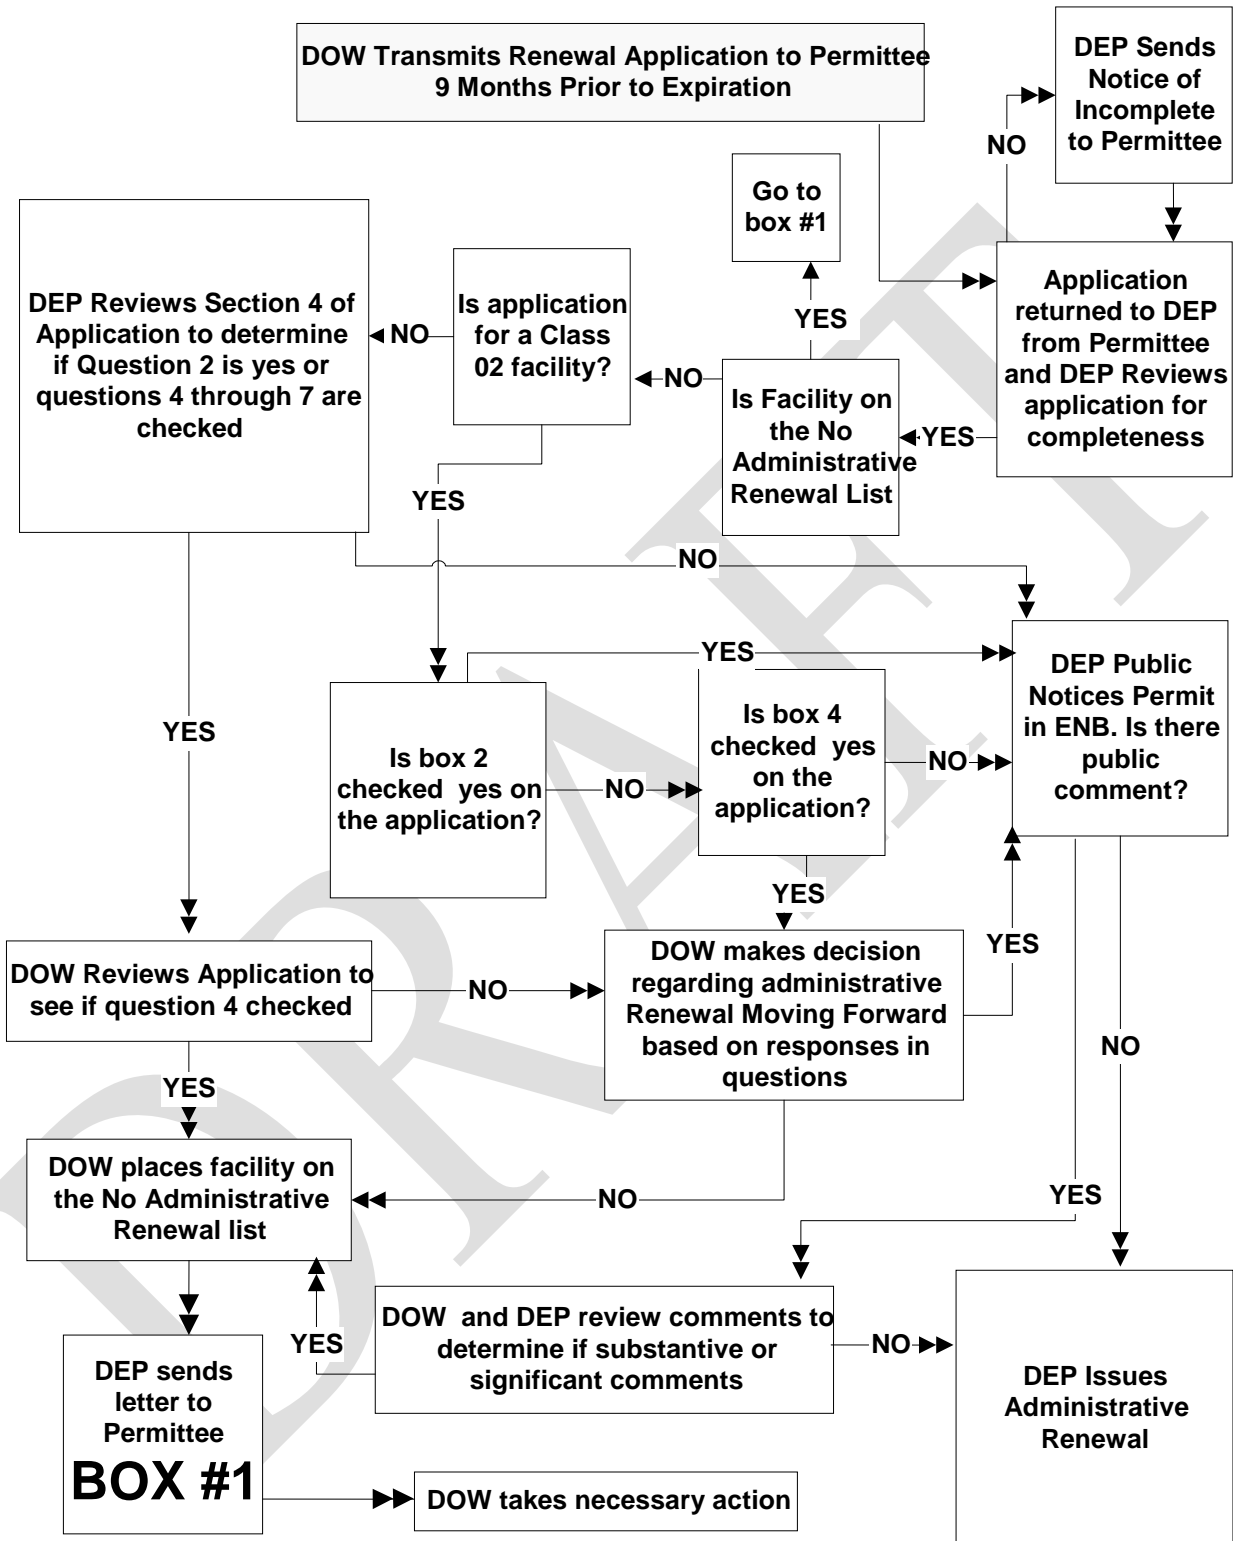 DOW Transmits Renewal Application to Permittee
9 Months Prior to Expiration
DEP Sends
Notice of
Incomplete
to Permittee
NO
Go to
box #1
YES
Application
returned to DEP
from Permittee
and DEP Reviews
application for
completeness
YES
Is Facility on
the No
Administrative
Renewal List
NO
Is application
for a Class
02 facility?
NO
DEP Reviews Section 4 of
Application to determine
if Question 2 is yes or
questions 4 through 7 are
checked
YES
NO
YES
YES
Is box 2
checked  yes on
the application?
NO
Is box 4
checked  yes
on the
application?
NO
DEP Public
Notices Permit
in ENB. Is there
public
comment?
YES
DOW Reviews Application to
see if question 4 checked
NO
DOW makes decision
regarding administrative
Renewal Moving Forward
based on responses in
questions
YES
NO
YES
DOW places facility on
the No Administrative
Renewal list
NO
YES
DOW  and DEP review comments to
determine if substantive or
significant comments
YES
NO
DEP Issues
Administrative
Renewal
DEP sends
letter to
Permittee
BOX #1
DOW takes necessary action
DRAFT